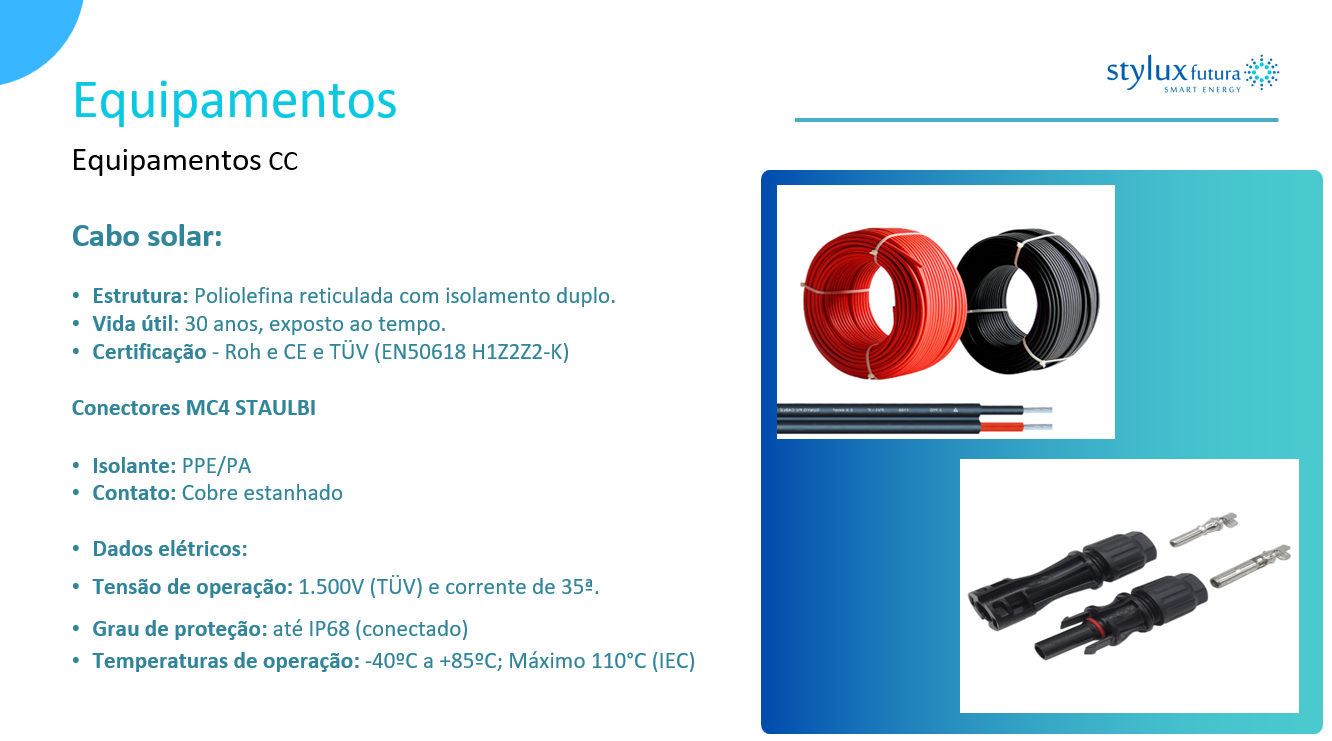 stylux futura
SMART ENERGY
Equipamentos
Equipamentos CC
Cabo solar:
• Estrutura: Poliolefina reticulada com isolamento duplo.
• Vida útil: 30 anos, exposto ao tempo.
• Certificação - Roh e CE e TÜV (EN50618 H1Z2Z2-K)
Conectores MC4 STAULBI
• Isolante: PPE/PA
• Contato: Cobre estanhado
• Dados elétricos:
• Tensão de operação: 1.500V (TÜV) e corrente de 35ª.
• Grau de proteção: até IP68 (conectado)
• Temperaturas de operação: -40ºC a +85ºC; Máximo 110°C (IEC)